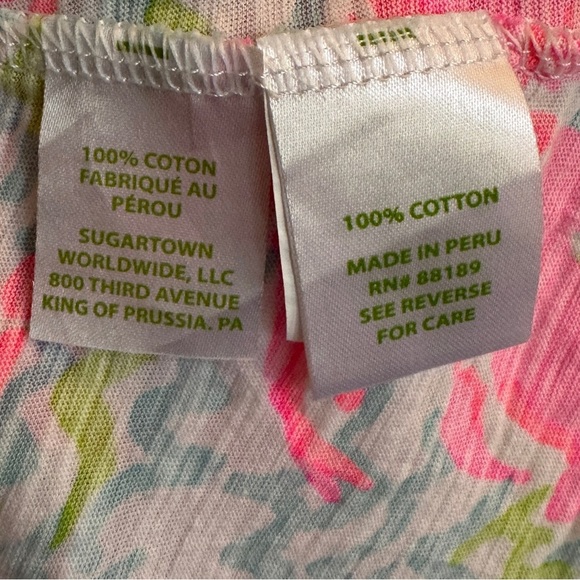 100% COTON
FABRIQUÉ AU
PÉROU
SUGARTOWN
WORLDWIDE, LLC
800 THIRD AVENUE
KING OF PRUSSIA. PA
100% COTTON
MADE IN PERU
RN# 88189
SEE REVERSE
FOR CARE